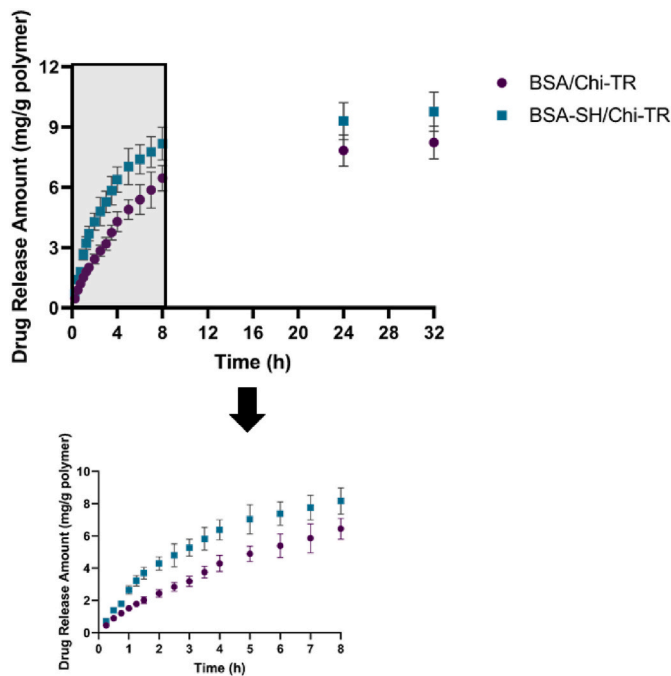 Drug Release Amount (mg/g polymer)
12
9
6
3
0
0 4 8 12 16 20 24 28 32
Time (h)
BSA/Chi-TR
BSA-SH/Chi-TR
Drug Release Amount (mg/g polymer)
10
8
6
4
2
0
0 1 2 3 4 5 6 7 8
Time (h)